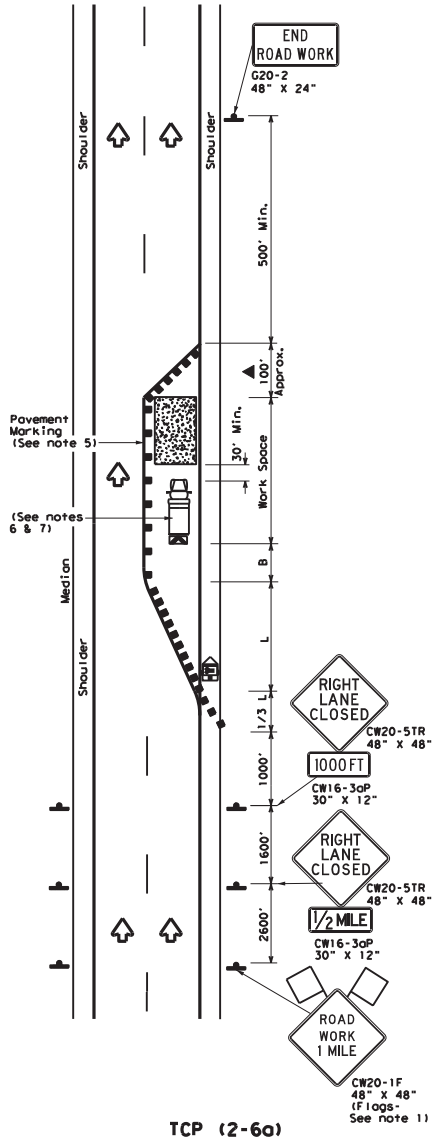 END
ROAD WORK
G20-2
48" X 24"
Shoulder
Shoulder
500' Min.
100'
Approx.
Pavement
Marking
(See note 5)
30' Min.
Work Space
(See notes
6 & 7)
B
Median
L
Shoulder
1/3 L
RIGHT
LANE
CLOSED
CW20-5TR
48" X 48"
1000'
1000 FT
CW16-3aP
30" X 12"
1600'
RIGHT
LANE
CLOSED
CW20-5TR
48" X 48"
2600'
1/2 MILE
CW16-3aP
30" X 12"
ROAD
WORK
1 MILE
CW20-1F
48" X 48"
(Flags-
See note 1)
TCP (2-6a)